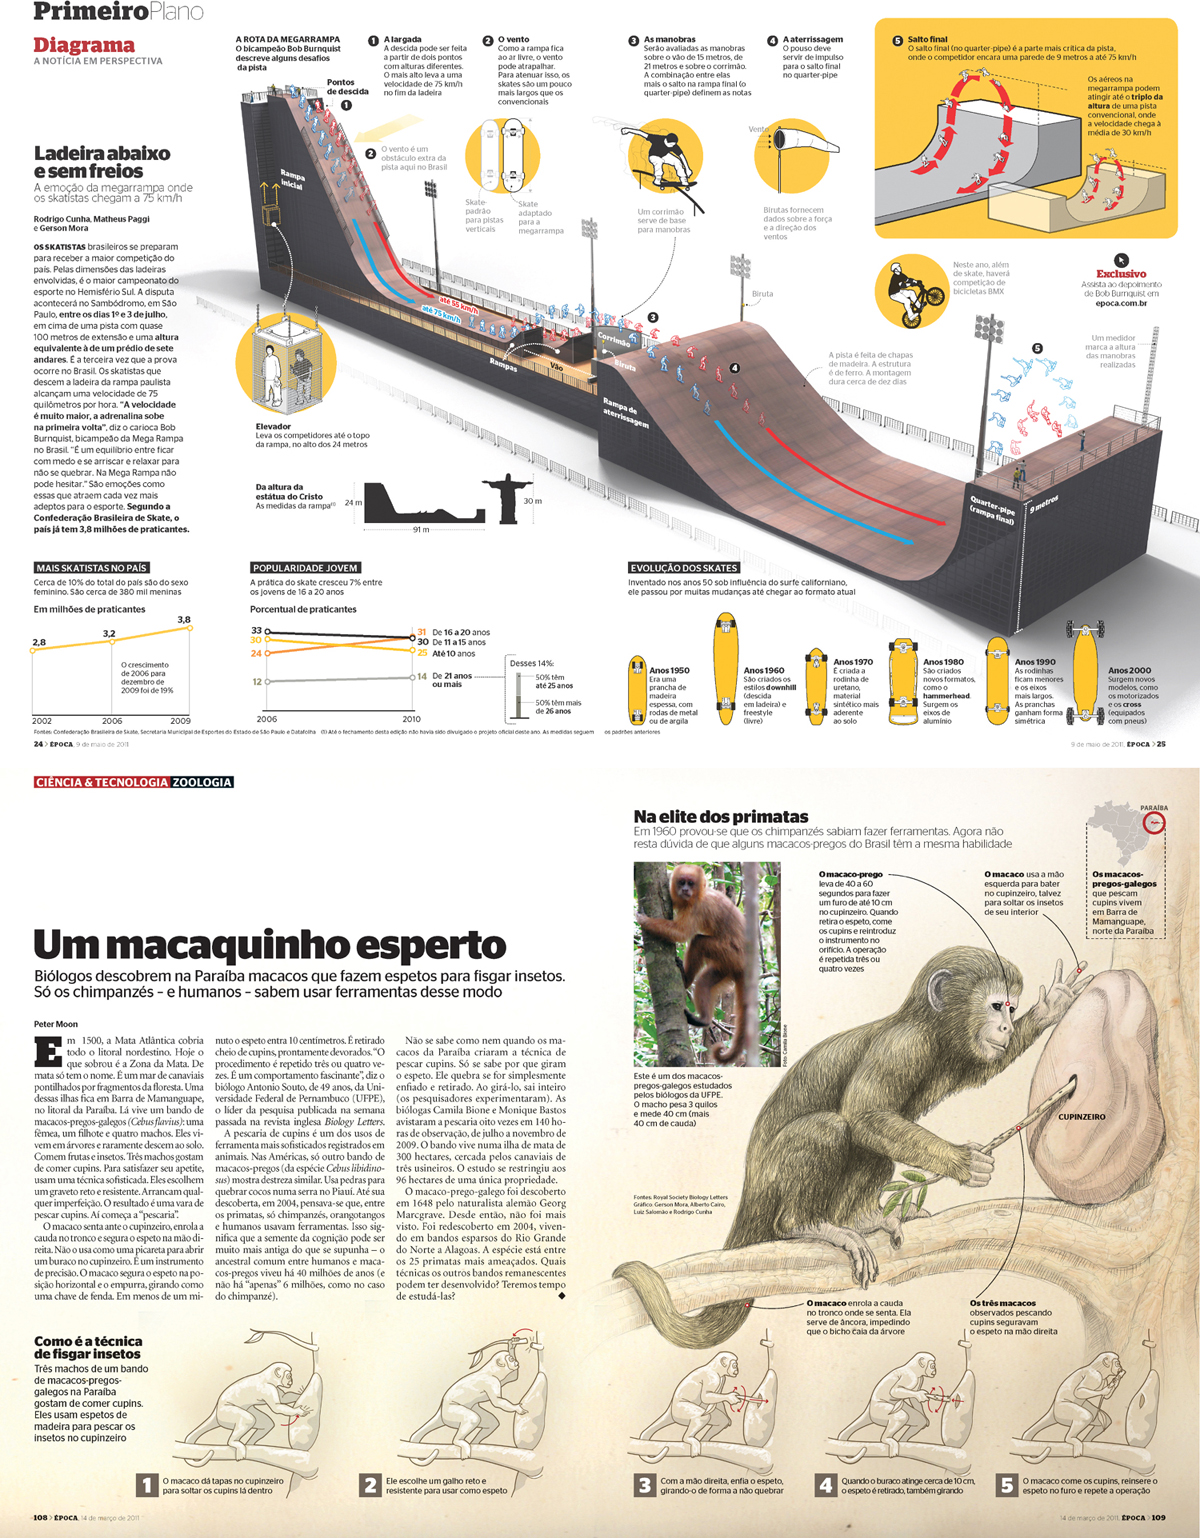 PrimeiroPlano
Diagrama
A NOTÍCIA EM PERSPECTIVA
Ladeira abaixo
e sem freios
A emoção da megarrampa onde
os skatistas chegam a 75 km/h
Rodrigo Cunha, Matheus Paggi
e Gerson Mora
OS SKATISTAS brasileiros se preparam
para receber a maior competição do
país. Pelas dimensões das ladeiras
envolvidas, é o maior campeonato do
esporte no Hemisfério Sul. A disputa
acontecerá no Sambódromo, em São
Paulo, entre os dias 1º e 3 de julho,
em cima de uma pista com quase
100 metros de extensão e uma altura
equivalente à de um prédio de sete
andares. É a terceira vez que a prova
ocorre no Brasil. Os skatistas que
descem a ladeira da rampa paulista
alcançam uma velocidade de 75
quilômetros por hora. "A velocidade
é muito maior, a adrenalina sobe
na primeira volta", diz o carioca Bob
Burnquist, bicampeão da Mega Rampa
no Brasil. "É um equilíbrio entre ficar
com medo e se arriscar e relaxar para
não se quebrar. Na Mega Rampa não
pode hesitar." São emoções como
essas que atraem cada vez mais
adeptos para o esporte. Segundo a
Confederação Brasileira de Skate, o
país já tem 3,8 milhões de praticantes.
A ROTA DA MEGARRAMPA
O bicampeão Bob Burnquist
descreve alguns desafios
da pista
Pontos
de descida
1
1 A largada
A descida pode ser feita
a partir de dois pontos
com alturas diferentes.
O mais alto leva a uma
velocidade de 75 km/h
no fim da ladeira
2 O vento
Como a rampa fica
ao ar livre, o vento
pode atrapalhar.
Para atenuar isso, os
skates são um pouco
mais largos que os
convencionais
3 As manobras
Serão avaliadas as manobras
sobre o vão de 15 metros, de
21 metros e sobre o corrimão.
A combinação entre elas
mais o salto na rampa final (o
quarter-pipe) definem as notas
4 A aterrissagem
O pouso deve
servir de impulso
para o salto final
no quarter-pipe
5 Salto final
O salto final (no quarter-pipe) é a parte mais crítica da pista,
onde o competidor encara uma parede de 9 metros a até 75 km/h
Os aéreos na
megarrampa podem
atingir até o triplo da
altura de uma pista
convencional, onde
a velocidade chega à
média de 30 km/h
2 O vento é um
obstáculo extra da
pista aqui no Brasil
Rampa
inicial
Skate-
padrão
para pistas
verticais
Skate
adaptado
para a
megarrampa
Um corrimão
serve de base
para manobras
Vento
Birutas fornecem
dados sobre a força
e a direção dos
ventos
Neste ano, além
de skate, haverá
competição de
bicicletas BMX
Exclusivo
Assista ao depoimento
de Bob Burnquist em
epoca.com.br
Um medidor
marca a altura
das manobras
realizadas
Biruta
até 55 km/h
até 75 km/h
Rampas
Vão
Corrimão
Biruta
3
4
5
Rampa de
aterrissagem
A pista é feita de chapas
de madeira. A estrutura
é de ferro. A montagem
dura cerca de dez dias
Elevador
Leva os competidores até o topo
da rampa, no alto dos 24 metros
Da altura da
estátua do Cristo
As medidas da rampa(1)
24 m
91 m
30 m
Quarter-pipe
(rampa final)
9 metros
MAIS SKATISTAS NO PAÍS
Cerca de 10% do total do país são do sexo
feminino. São cerca de 380 mil meninas
Em milhões de praticantes
2,8
3,2
3,8
O crescimento
de 2006 para
dezembro de
2009 foi de 19%
2002 2006 2009
POPULARIDADE JOVEM
A prática do skate cresceu 7% entre
os jovens de 16 a 20 anos
Porcentual de praticantes
33
30
24
12
31 De 16 a 20 anos
30 De 11 a 15 anos
25 Até 10 anos
14 De 21 anos
ou mais
2006 2010
Desses 14%:
50% têm
até 25 anos
50% têm mais
de 26 anos
EVOLUÇÃO DOS SKATES
Inventado nos anos 50 sob influência do surfe californiano,
ele passou por muitas mudanças até chegar ao formato atual
Anos 1950
Era uma
prancha de
madeira
espessa, com
rodas de metal
ou de argila
Anos 1960
São criados os
estilos downhill
(descida
em ladeira) e
freestyle
(livre)
Anos 1970
É criada a
rodinha de
uretano,
material
sintético mais
aderente
ao solo
Anos 1980
São criados
novos formatos,
como o
hammerhead.
Surgem os
eixos de
alumínio
Anos 1990
As rodinhas
ficam menores
e os eixos
mais largos.
As pranchas
ganham forma
simétrica
Anos 2000
Surgem novos
modelos, como
os motorizados
e os cross
(equipados
com pneus)
Fontes: Confederação Brasileira de Skate, Secretaria Municipal de Esportes do Estado de São Paulo e Datafolha (1) Até o fechamento desta edição não havia sido divulgado o projeto oficial deste ano. As medidas seguem os padrões anteriores
24 > ÉPOCA, 9 de maio de 2011
9 de maio de 2011, ÉPOCA > 25
CIÊNCIA & TECNOLOGIA ZOOLOGIA
Um macaquinho esperto
Biólogos descobrem na Paraíba macacos que fazem espetos para fisgar insetos.
Só os chimpanzés – e humanos – sabem usar ferramentas desse modo
Peter Moon
Em 1500, a Mata Atlântica cobria
todo o litoral nordestino. Hoje o
que sobrou é a Zona da Mata. De
mata só tem o nome. É um mar de canaviais
pontilhados por fragmentos da floresta. Uma
dessas ilhas fica em Barra de Mamanguape,
no litoral da Paraíba. Lá vive um bando de
macacos-pregos-galegos (Cebus flavius): uma
fêmea, um filhote e quatro machos. Eles vi-
vem em árvores e raramente descem ao solo.
Comem frutas e insetos. Três machos gostam
de comer cupins. Para satisfazer seu apetite,
usam uma técnica sofisticada. Eles escolhem
um graveto reto e resistente. Arrancam qual-
quer imperfeição. O resultado é uma vara de
pescar cupins. Aí começa a "pescaria".
O macaco senta ante o cupinzeiro, enrola a
cauda no tronco e segura o espeto na mão di-
reita. Não o usa como uma picareta para abrir
um buraco no cupinzeiro. É um instrumento
de precisão. O macaco segura o espeto na po-
sição horizontal e o empurra, girando como
uma chave de fenda. Em menos de um mi-
nuto o espeto entra 10 centímetros. É retirado
cheio de cupins, prontamente devorados. "O
procedimento é repetido três ou quatro ve-
zes. É um comportamento fascinante", diz o
biólogo Antonio Souto, de 49 anos, da Uni-
versidade Federal de Pernambuco (UFPE),
o líder da pesquisa publicada na semana
passada na revista inglesa Biology Letters.
A pescaria de cupins é um dos usos de
ferramenta mais sofisticados registrados em
animais. Nas Américas, só outro bando de
macacos-pregos (da espécie Cebus libidino-
sus) mostra destreza similar. Usa pedras para
quebrar cocos numa serra no Piauí. Até sua
descoberta, em 2004, pensava-se que, entre
os primatas, só chimpanzés, orangotangos
e humanos usavam ferramentas. Isso sig-
nifica que a semente da cognição pode ser
muito mais antiga do que se supunha – o
ancestral comum entre humanos e maca-
cos-pregos viveu há 40 milhões de anos (e
não há "apenas" 6 milhões, como no caso
do chimpanzé).
Não se sabe como nem quando os ma-
cacos da Paraíba criaram a técnica de
pescar cupins. Só se sabe por que giram
o espeto. Ele quebra se for simplesmente
enfiado e retirado. Ao girá-lo, sai inteiro
(os pesquisadores experimentaram). As
biólogas Camila Bione e Monique Bastos
avistaram a pescaria oito vezes em 140 ho-
ras de observação, de julho a novembro de
2009. O bando vive numa ilha de mata de
300 hectares, cercada pelos canaviais de
três usineiros. O estudo se restringiu aos
96 hectares de uma única propriedade.
O macaco-prego-galego foi descoberto
em 1648 pelo naturalista alemão Georg
Marcgrave. Desde então, não foi mais
visto. Foi redescoberto em 2004, viven-
do em bandos esparsos do Rio Grande
do Norte a Alagoas. A espécie está entre
os 25 primatas mais ameaçados. Quais
técnicas os outros bandos remanescentes
podem ter desenvolvido? Teremos tempo
de estudá-las?
Na elite dos primatas
Em 1960 provou-se que os chimpanzés sabiam fazer ferramentas. Agora não
resta dúvida de que alguns macacos-pregos do Brasil têm a mesma habilidade
PARAÍBA
Foto: Camila Bione
Este é um dos macacos-
pregos-galegos estudados
pelos biólogos da UFPE.
O macho pesa 3 quilos
e mede 40 cm (mais
40 cm de cauda)
O macaco-prego
leva de 40 a 60
segundos para fazer
um furo de até 10 cm
no cupinzeiro. Quando
retira o espeto, come
os cupins e reintroduz
o instrumento no
orifício. A operação
é repetida três ou
quatro vezes
O macaco usa a mão
esquerda para bater
no cupinzeiro, talvez
para soltar os insetos
de seu interior
Os macacos-
pregos-galegos
que pescam
cupins vivem
em Barra de
Mamanguape,
norte da Paraíba
CUPINZEIRO
Fontes: Royal Society Biology Letters
Gráfico: Gerson Mora, Alberto Cairo,
Luiz Salomão e Rodrigo Cunha
O macaco enrola a cauda
no tronco onde se senta. Ela
serve de âncora, impedindo
que o bicho caia da árvore
Os três macacos
observados pescando
cupins seguravam
o espeto na mão direita
Como é a técnica
de fisgar insetos
Três machos de um bando
de macacos-pregos-
galegos na Paraíba
gostam de comer cupins.
Eles usam espetos de
madeira para pescar os
insetos no cupinzeiro
1 O macaco dá tapas no cupinzeiro
para soltar os cupins lá dentro
2 Ele escolhe um galho reto e
resistente para usar como espeto
3 Com a mão direita, enfia o espeto,
girando-o de forma a não quebrar
4 Quando o buraco atinge cerca de 10 cm,
o espeto é retirado, também girando
5 O macaco come os cupins, reinsere o
espeto no furo e repete a operação
108 > ÉPOCA, 14 de março de 2011
14 de março de 2011, ÉPOCA > 109